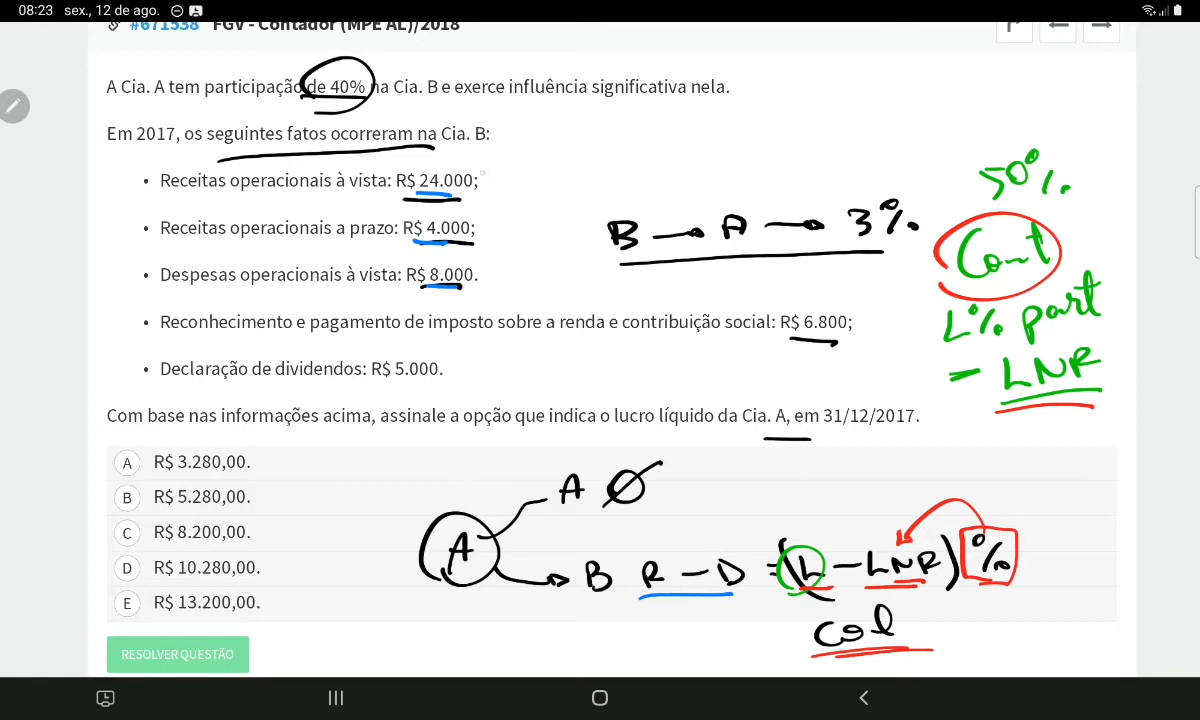 08:23 sex., 12 de ago.
#671538 FGV - Contador (MPE AL)/2018
A Cia. A tem participação de 40% na Cia. B e exerce influência significativa nela.
Em 2017, os seguintes fatos ocorreram na Cia. B:
• Receitas operacionais à vista: R$ 24.000;
• Receitas operacionais a prazo: R$ 4.000;
• Despesas operacionais à vista: R$ 8.000.
• Reconhecimento e pagamento de imposto sobre a renda e contribuição social: R$ 6.800;
• Declaração de dividendos: R$ 5.000.
50%
B → A → 3%
Cont
L% part
- LNR
Com base nas informações acima, assinale a opção que indica o lucro líquido da Cia. A, em 31/12/2017.
A R$ 3.280,00.
B R$ 5.280,00.
C R$ 8.200,00.
D R$ 10.280,00.
E R$ 13.200,00.
A Ø
A
B R - D = (L - LNR) %
Col
RESOLVER QUESTÃO